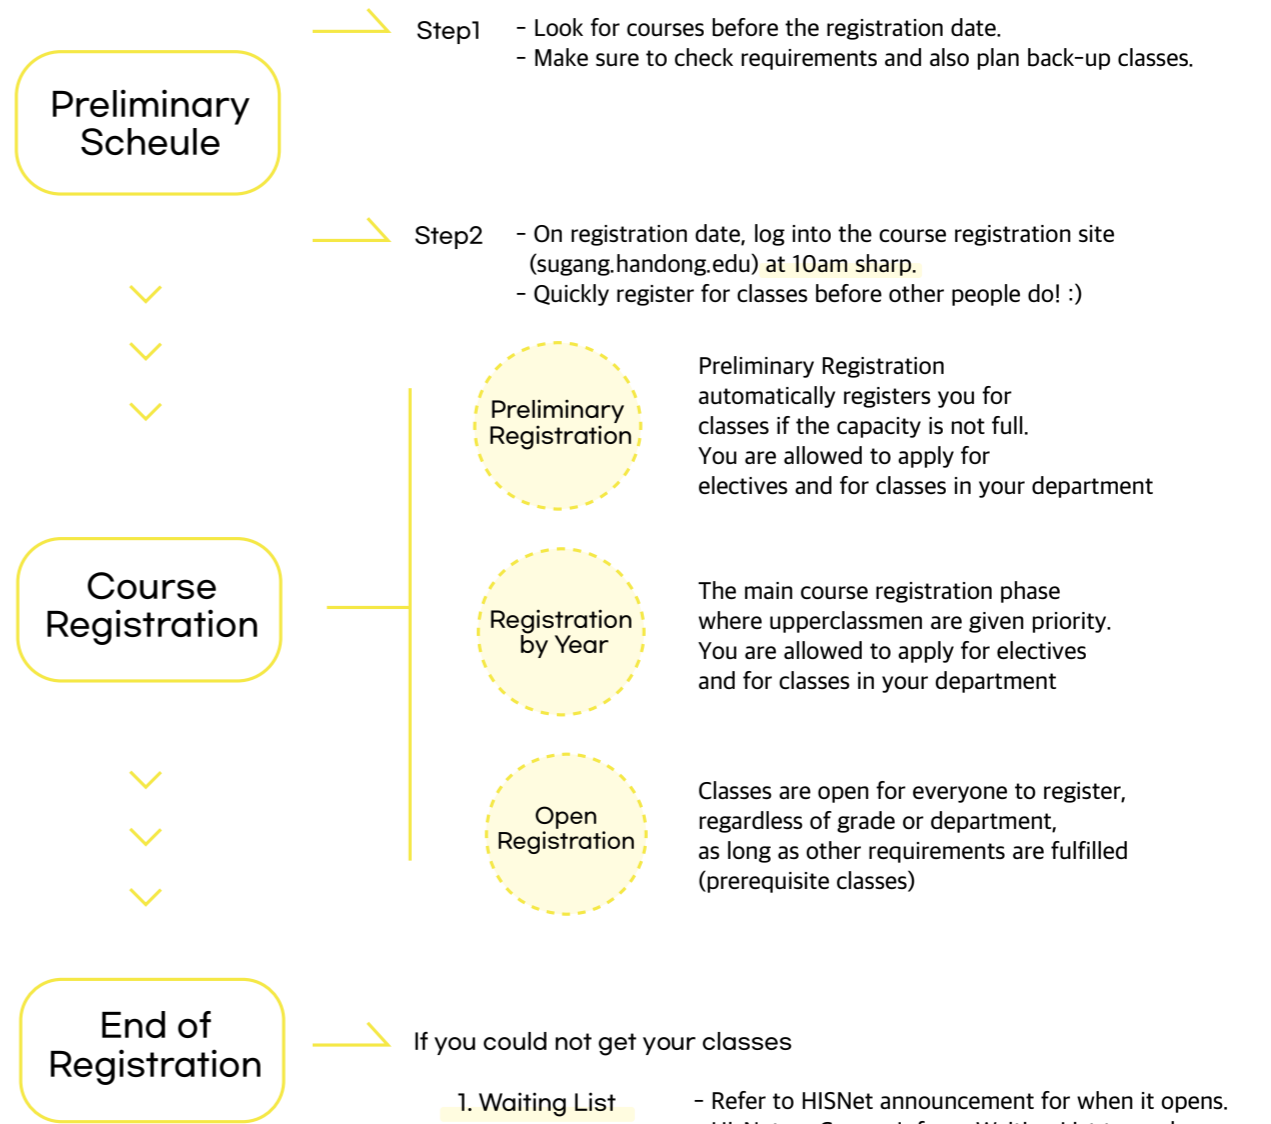 Step1
- Look for courses before the registration date.
- Make sure to check requirements and also plan back-up classes.
Preliminary
Scheule
Step2
- On registration date, log into the course registration site
(sugang.handong.edu) at 10am sharp.
- Quickly register for classes before other people do! :)
Preliminary
Registration
Preliminary Registration
automatically registers you for
classes if the capacity is not full.
You are allowed to apply for
electives and for classes in your department
Course
Registration
Registration
by Year
The main course registration phase
where upperclassmen are given priority.
You are allowed to apply for electives
and for classes in your department
Open
Registration
Classes are open for everyone to register,
regardless of grade or department,
as long as other requirements are fulfilled
(prerequisite classes)
End of
Registration
If you could not get your classes
1. Waiting List
- Refer to HISNet announcement for when it opens.